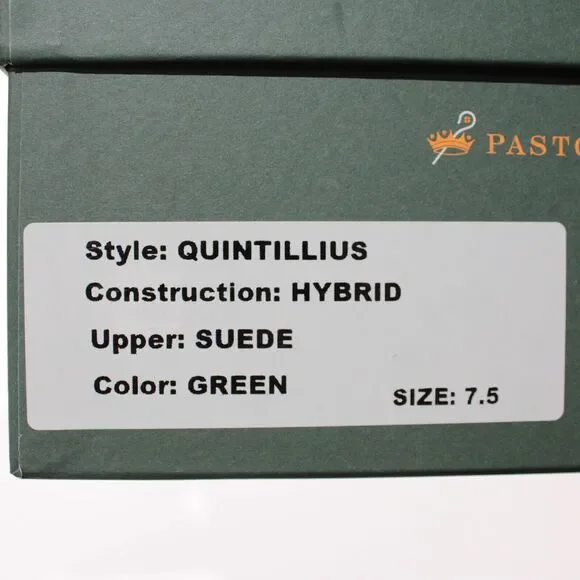 PASTO
Style: QUINTILLIUS
Construction: HYBRID
Upper: SUEDE
Color: GREEN
SIZE: 7.5